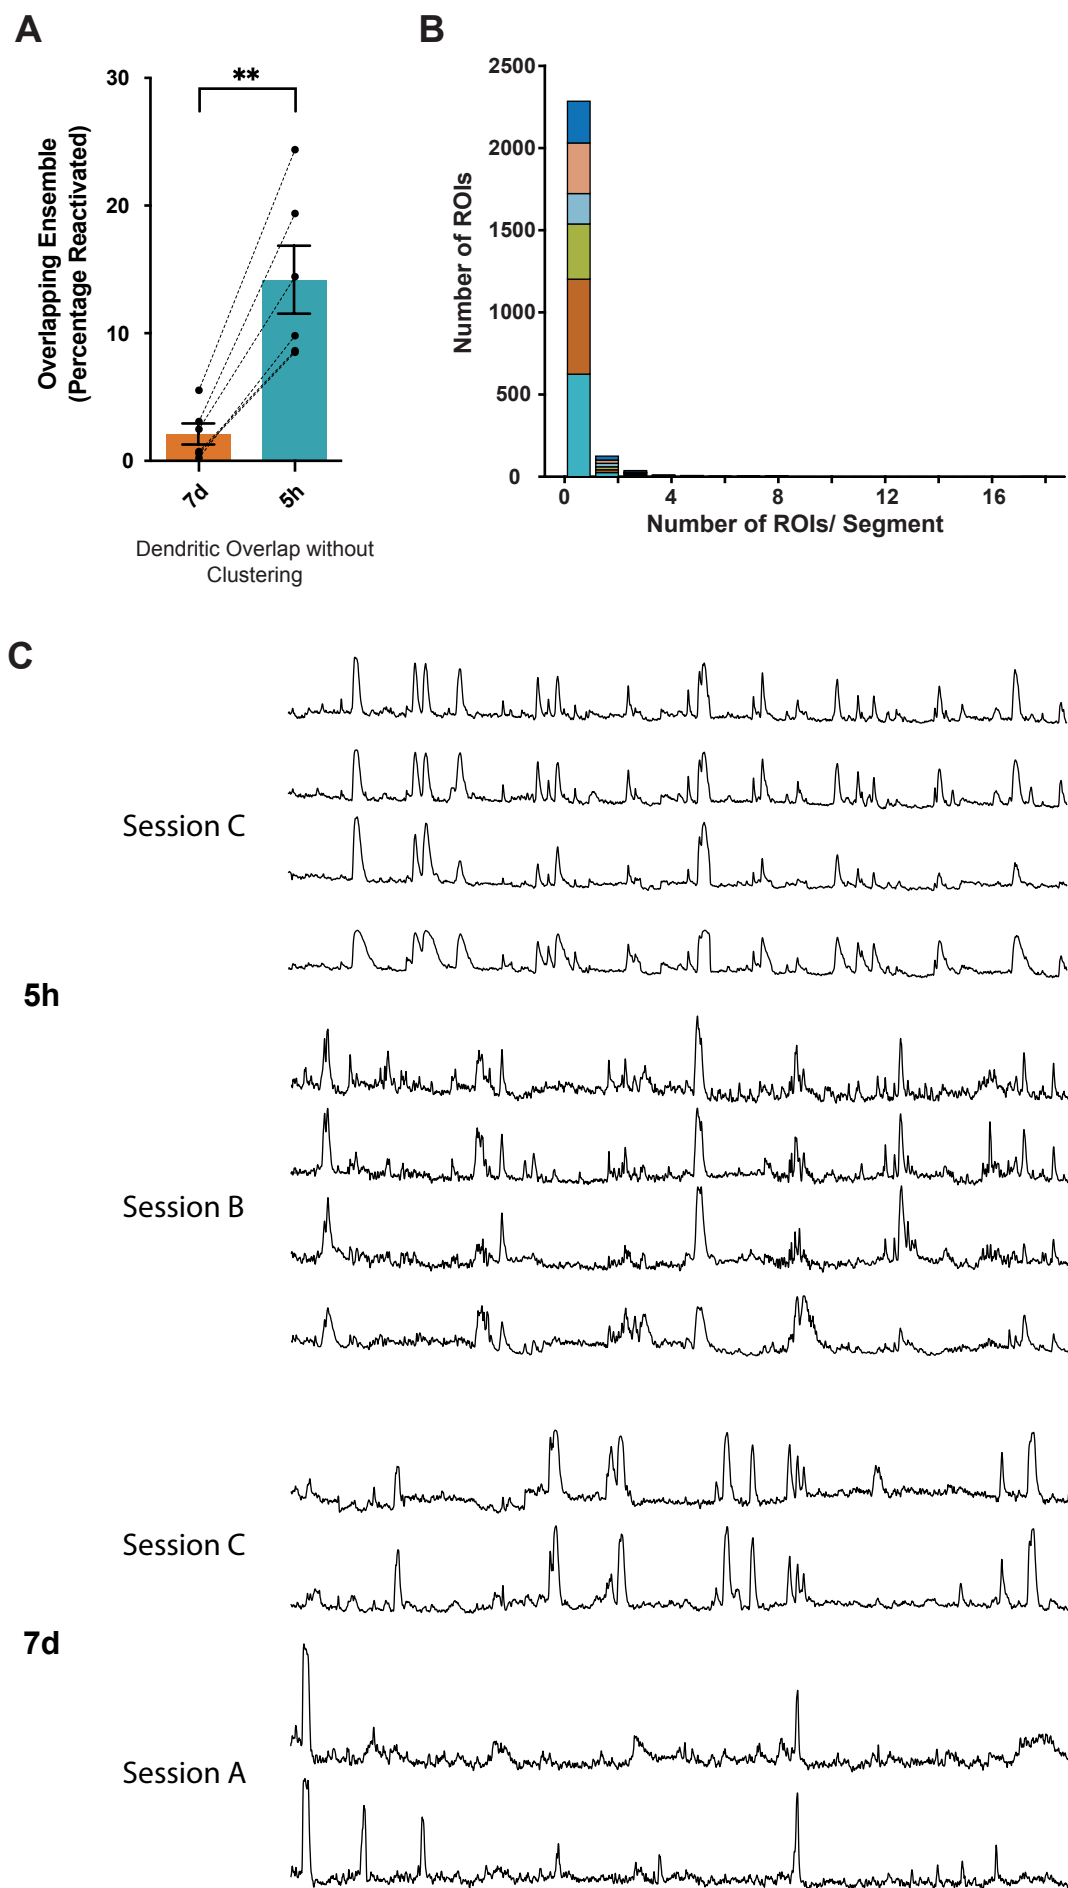 A
B
Overlapping Ensemble
(Percentage Reactivated)
30
20
10
0
**
7d
5h
Dendritic Overlap without
Clustering
Number of ROIs
2500
2000
1500
1000
500
0
0
4
8
12
16
Number of ROIs/ Segment
C
Session C
5h
Session B
Session C
7d
Session A